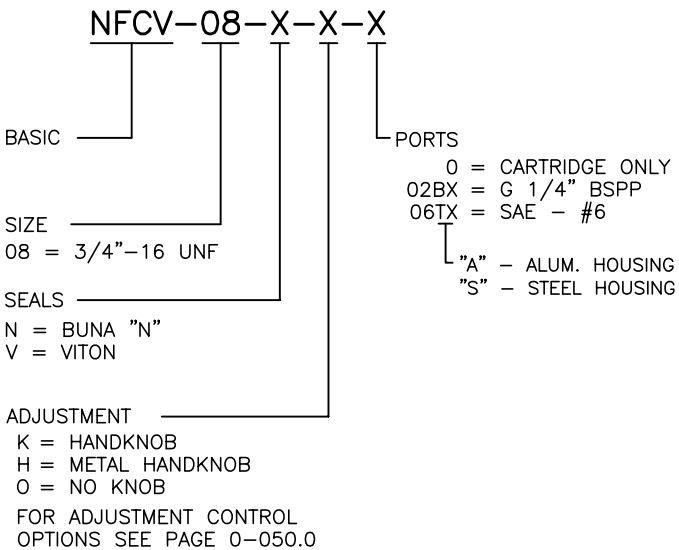 NFCV-08-X-X-X
BASIC
SIZE
08 = 3/4"-16 UNF
SEALS
N = BUNA "N"
V = VITON
ADJUSTMENT
K = HANDKNOB
H = METAL HANDKNOB
O = NO KNOB
FOR ADJUSTMENT CONTROL
OPTIONS SEE PAGE 0-050.0
PORTS
0 = CARTRIDGE ONLY
02BX = G 1/4" BSPP
06TX = SAE - #6
"A" - ALUM. HOUSING
"S" - STEEL HOUSING